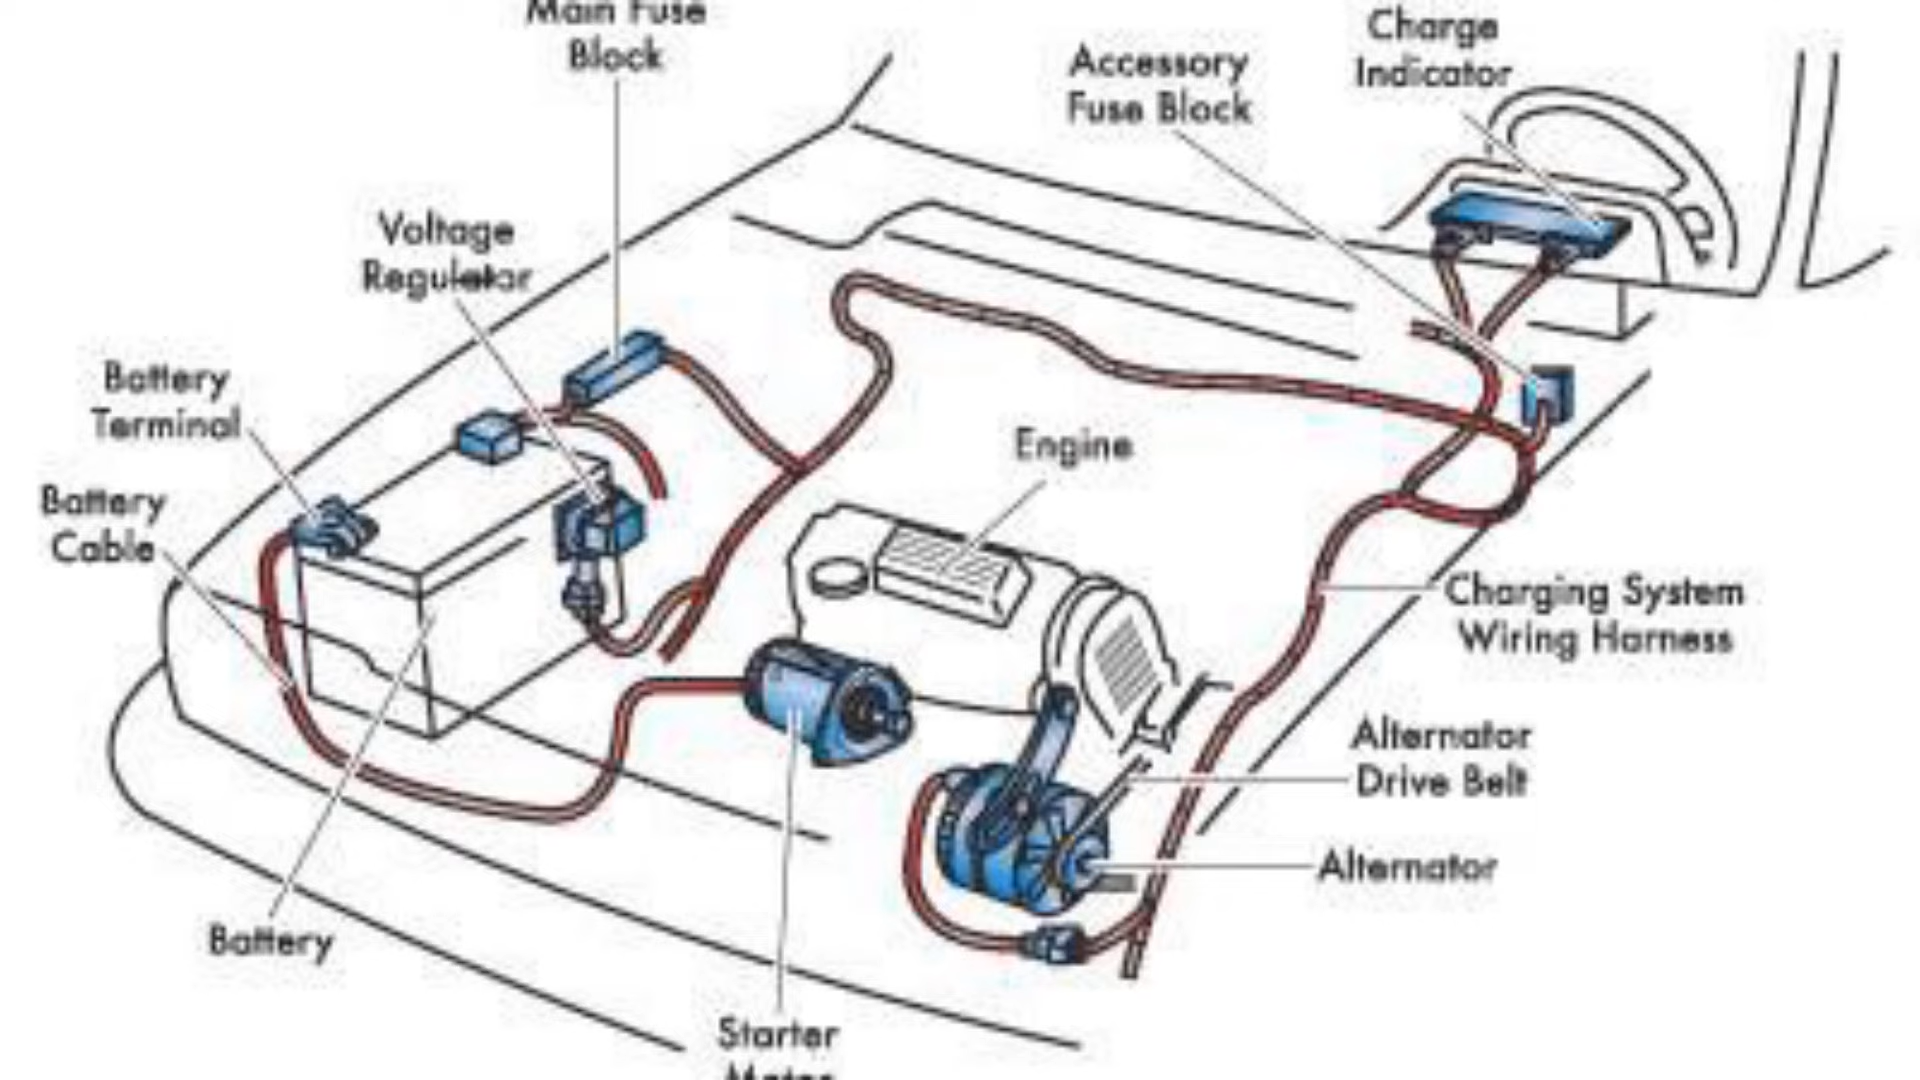 Main Fuse
Block
Charge
Indicator
Accessory
Fuse Block
Voltage
Regulator
Battery
Terminal
Engine
Battery
Cable
Charging System
Wiring Harness
Alternator
Drive Belt
Alternator
Battery
Starter
Motor